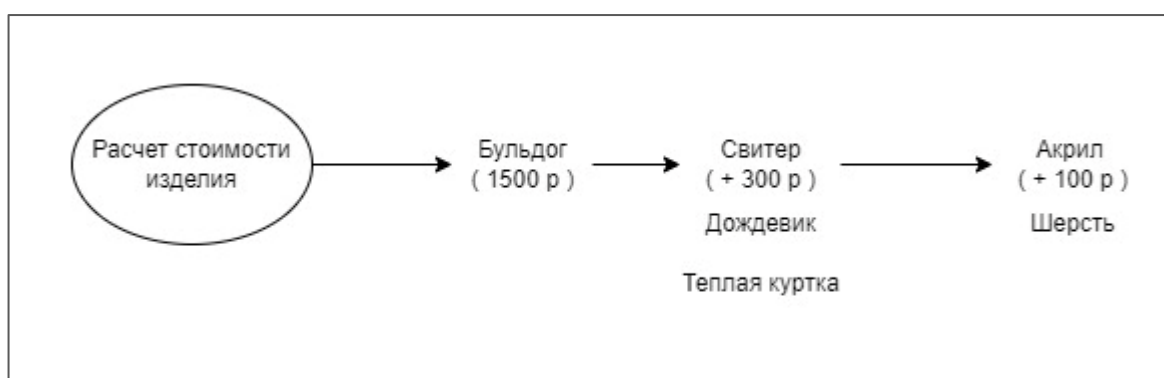 Расчет стоимости
изделия
Бульдог
( 1500 р )
Свитер
( + 300 р )
Дождевик
Теплая куртка
Акрил
( + 100 р )
Шерсть